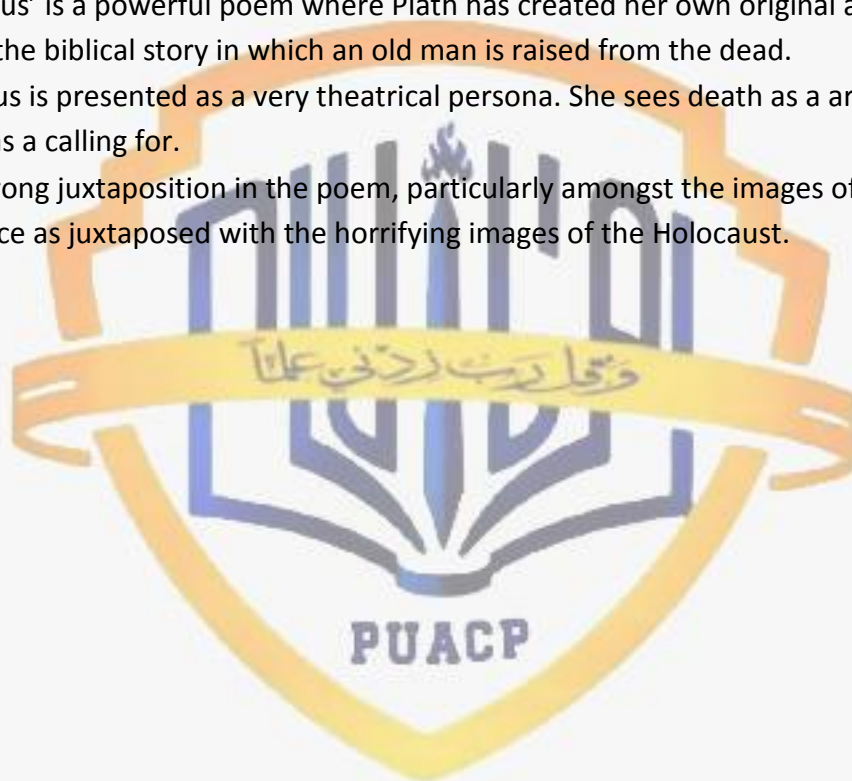 us' is a powerful poem where Plath has created her own original a
the biblical story in which an old man is raised from the dead.
us is presented as a very theatrical persona. She sees death as a ar
as a calling for.
rong juxtaposition in the poem, particularly amongst the images of
ce as juxtaposed with the horrifying images of the Holocaust.
وقل رب زدني علماً
PUACP